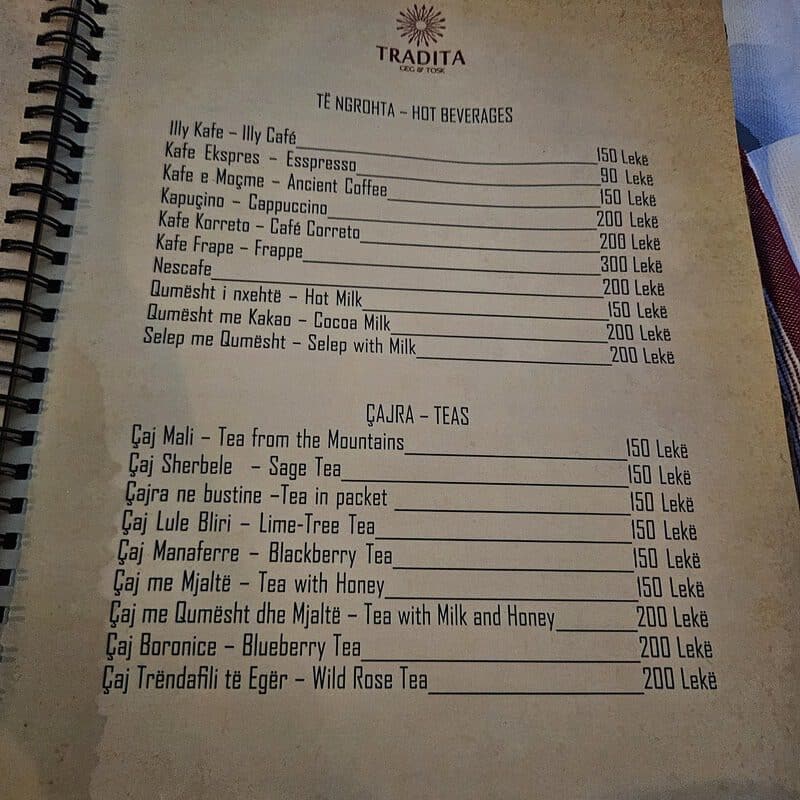 TRADITA
GEG & TOSK
TË NGROHTA – HOT BEVERAGES
Illy Kafe – Illy Café 150 Lekë
Kafe Ekspres – Esspresso 90 Lekë
Kafe e Moçme – Ancient Coffee 150 Lekë
Kapuçino – Cappuccino 200 Lekë
Kafe Korreto – Café Correto 200 Lekë
Kafe Frape – Frappe 300 Lekë
Nescafe 200 Lekë
Qumësht i nxehtë – Hot Milk 150 Lekë
Qumësht me Kakao – Cocoa Milk 200 Lekë
Selep me Qumësht – Selep with Milk 200 Lekë
ÇAJRA – TEAS
Çaj Mali – Tea from the Mountains 150 Lekë
Çaj Sherbele – Sage Tea 150 Lekë
Çajra ne bustine –Tea in packet 150 Lekë
Çaj Lule Bliri – Lime-Tree Tea 150 Lekë
Çaj Manaferre – Blackberry Tea 150 Lekë
Çaj me Mjaltë – Tea with Honey 150 Lekë
Çaj me Qumësht dhe Mjaltë – Tea with Milk and Honey 200 Lekë
Çaj Boronice – Blueberry Tea 200 Lekë
Çaj Trëndafili të Egër – Wild Rose Tea 200 Lekë